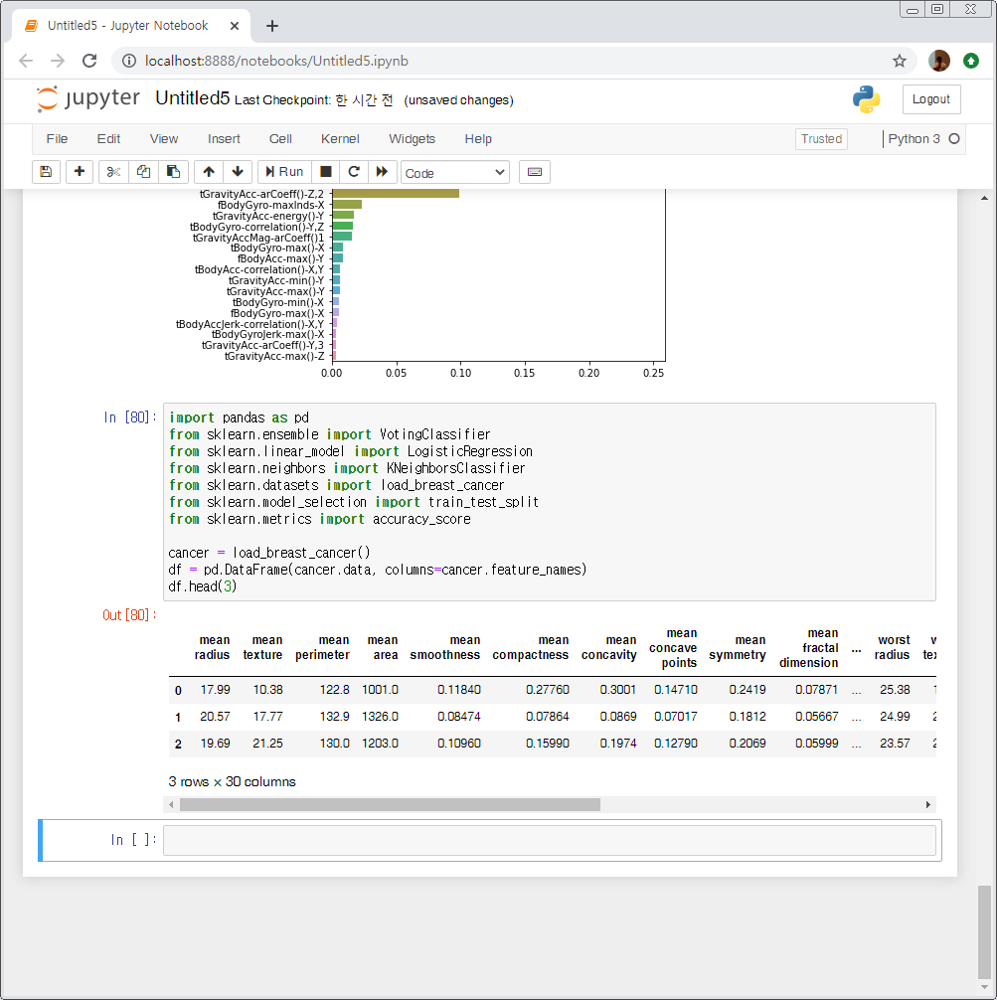 Untitled5 - Jupyter Notebook
localhost:8888/notebooks/Untitled5.ipynb
jupyter Untitled5 Last Checkpoint: 한 시간 전 (unsaved changes)
Logout
File Edit View Insert Cell Kernel Widgets Help
Trusted
Python 3
Run
Code
tGravityAcc-arCoeff()-Z,2
fBodyGyro-maxInds-X
tGravityAcc-energy()-Y
tBodyGyro-correlation()-Y,Z
tGravityAccMag-arCoeff()1
tBodyGyro-max()-X
fBodyAcc-max()-Y
tBodyAcc-correlation()-X,Y
tGravityAcc-min()-Y
tGravityAcc-max()-Y
tBodyGyro-min()-X
fBodyGyro-max()-X
tBodyAccJerk-correlation()-X,Y
tBodyGyroJerk-max()-X
tGravityAcc-arCoeff()-Y,3
tGravityAcc-max()-Z
0.00 0.05 0.10 0.15 0.20 0.25
In [80]:
import pandas as pd
from sklearn.ensemble import VotingClassifier
from sklearn.linear_model import LogisticRegression
from sklearn.neighbors import KNeighborsClassifier
from sklearn.datasets import load_breast_cancer
from sklearn.model_selection import train_test_split
from sklearn.metrics import accuracy_score
cancer = load_breast_cancer()
df = pd.DataFrame(cancer.data, columns=cancer.feature_names)
df.head(3)
Out[80]:
mean radius mean texture mean perimeter mean area mean smoothness mean compactness mean concavity mean concave points mean symmetry mean fractal dimension ... worst radius
0 17.99 10.38 122.8 1001.0 0.11840 0.27760 0.3001 0.14710 0.2419 0.07871 ... 25.38
1 20.57 17.77 132.9 1326.0 0.08474 0.07864 0.0869 0.07017 0.1812 0.05667 ... 24.99
2 19.69 21.25 130.0 1203.0 0.10960 0.15990 0.1974 0.12790 0.2069 0.05999 ... 23.57
3 rows × 30 columns
In [ ]: